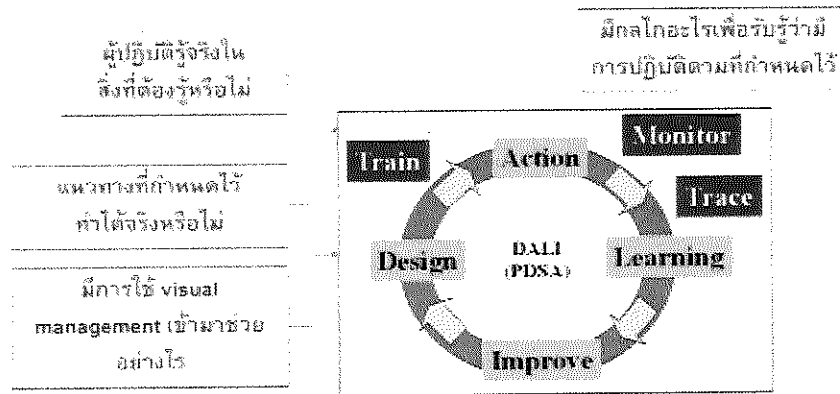 ผู้ปฏิบัติรู้จริงใน
สิ่งที่ต้องรู้หรือไม่
มีกลไกอะไรเพื่อรับรู้ว่ามี
การปฏิบัติตามที่กำหนดไว้
แนวทางที่กำหนดไว้
ทำได้จริงหรือไม่
มีการใช้ visual
management เข้ามาช่วย
อย่างไร
Train
Action
Monitor
Trace
Design
DALI
(PDSA)
Learning
Improve